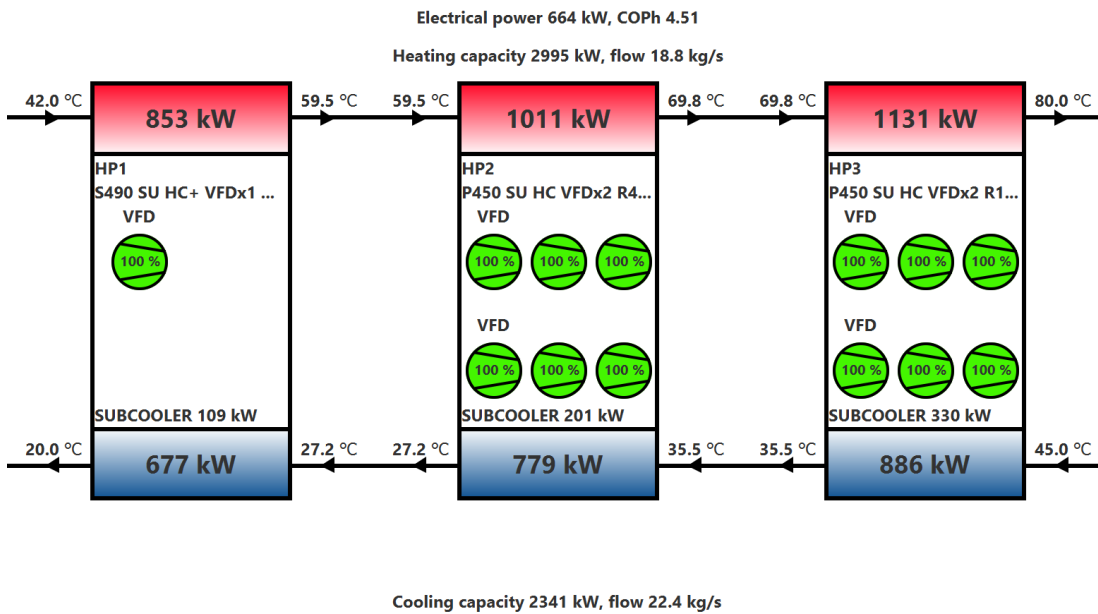 Electrical power 664 kW, COPh 4.51
Heating capacity 2995 kW, flow 18.8 kg/s
42.0 °C
853 kW
59.5 °C
59.5 °C
1011 kW
69.8 °C
69.8 °C
1131 kW
80.0 °C
HP1
S490 SU HC+ VFDx1 ...
VFD
100 %
HP2
P450 SU HC VFDx2 R4...
VFD
100 % 100 % 100 %
VFD
100 % 100 % 100 %
HP3
P450 SU HC VFDx2 R1...
VFD
100 % 100 % 100 %
VFD
100 % 100 % 100 %
SUBCOOLER 109 kW
SUBCOOLER 201 kW
SUBCOOLER 330 kW
20.0 °C
677 kW
27.2 °C
27.2 °C
779 kW
35.5 °C
35.5 °C
886 kW
45.0 °C
Cooling capacity 2341 kW, flow 22.4 kg/s